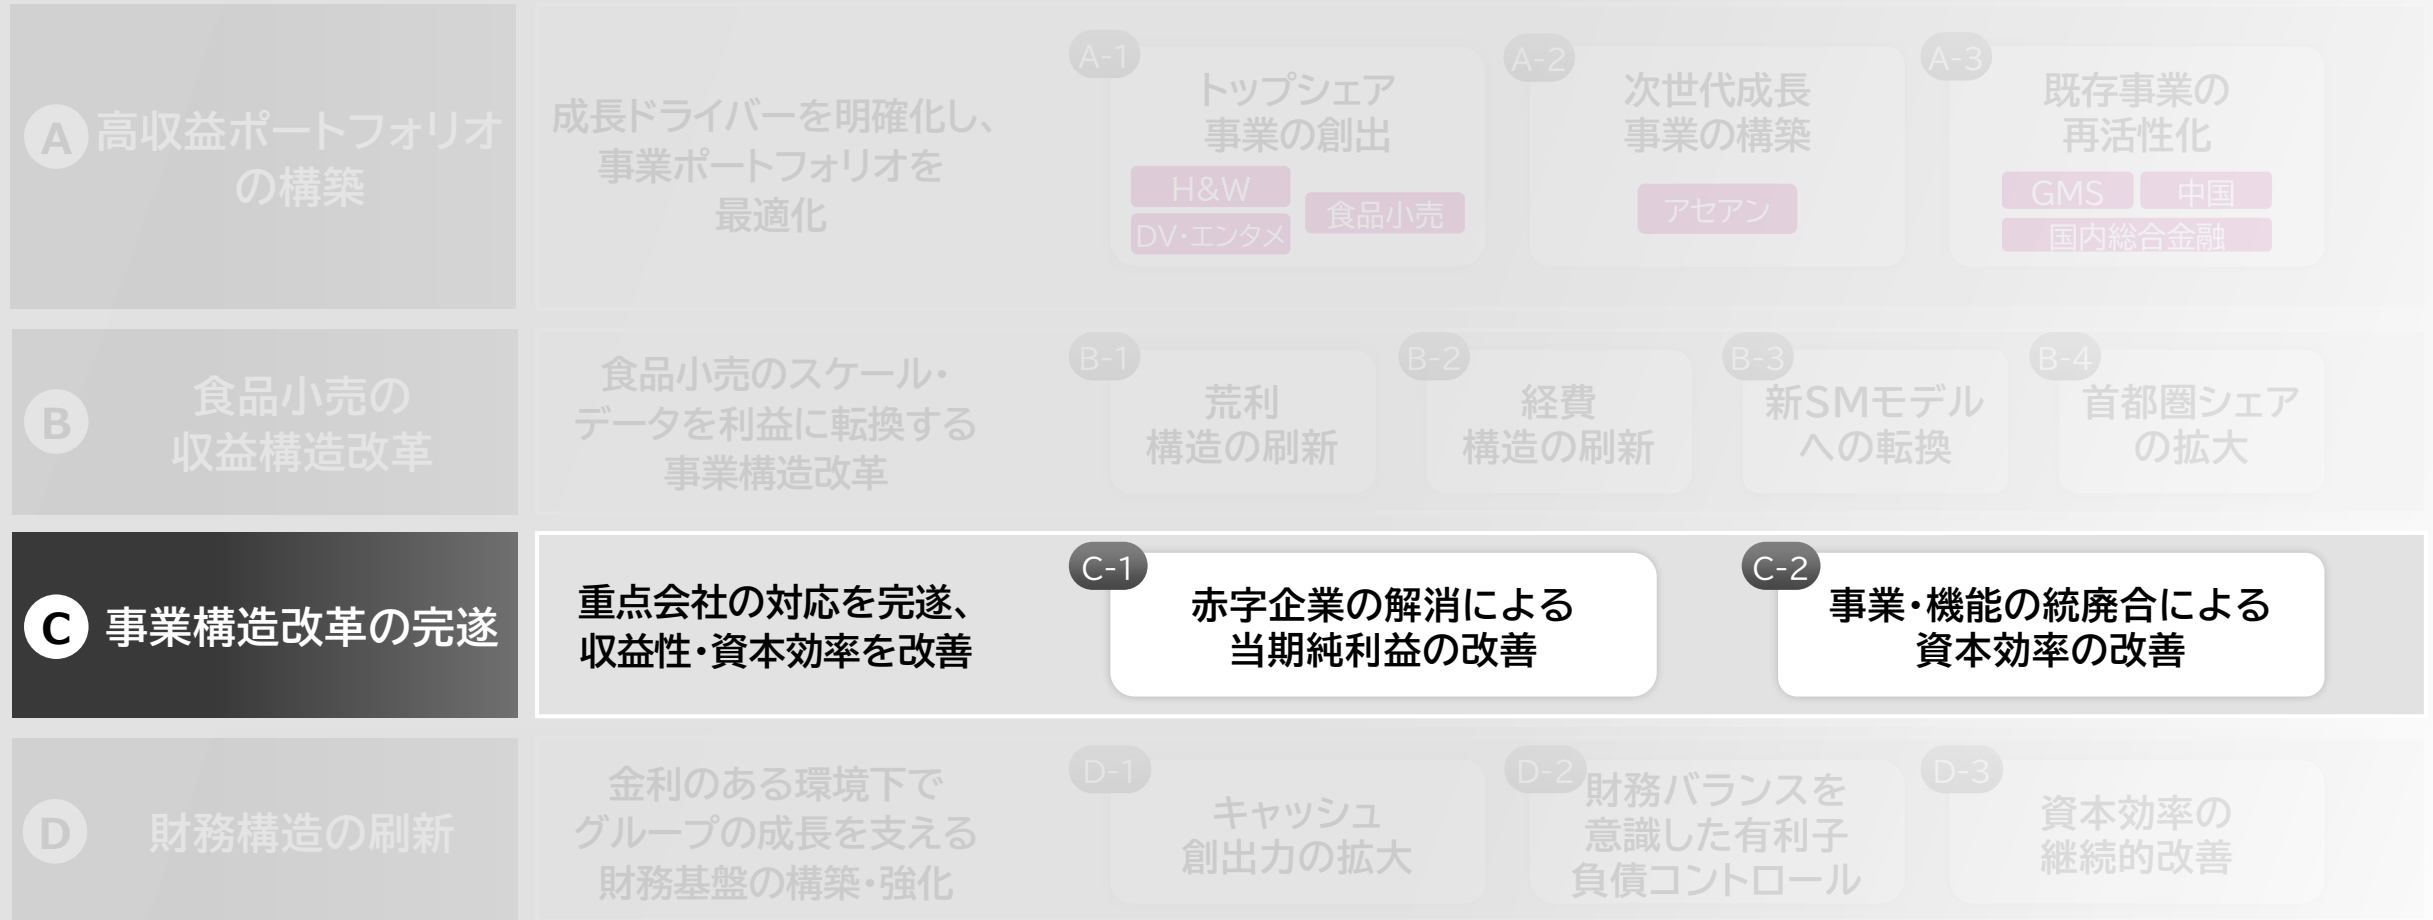 A
高収益ポートフォリオ
の構築
成長ドライバーを明確化し、
事業ポートフォリオを
最適化
A-1
トップシェア
事業の創出
H&W
DV・エンタメ
食品小売
A-2
次世代成長
事業の構築
アセアン
A-3
既存事業の
再活性化
GMS
中国
国内総合金融
B
食品小売の
収益構造改革
食品小売のスケール・
データを利益に転換する
事業構造改革
B-1
荒利
構造の刷新
B-2
経費
構造の刷新
B-3
新SMモデル
への転換
B-4
首都圏シェア
の拡大
C
事業構造改革の完遂
重点会社の対応を完遂、
収益性・資本効率を改善
C-1
赤字企業の解消による
当期純利益の改善
C-2
事業・機能の統廃合による
資本効率の改善
D
財務構造の刷新
金利のある環境下で
グループの成長を支える
財務基盤の構築・強化
D-1
キャッシュ
創出力の拡大
D-2
財務バランスを
意識した有利子
負債コントロール
D-3
資本効率の
継続的改善